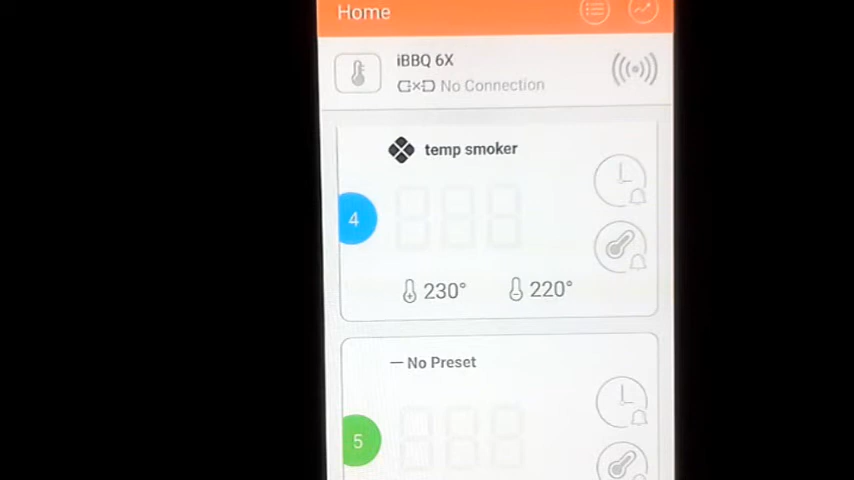 Home
iBBQ 6X
No Connection
temp smoker
4
230° 220°
No Preset
5